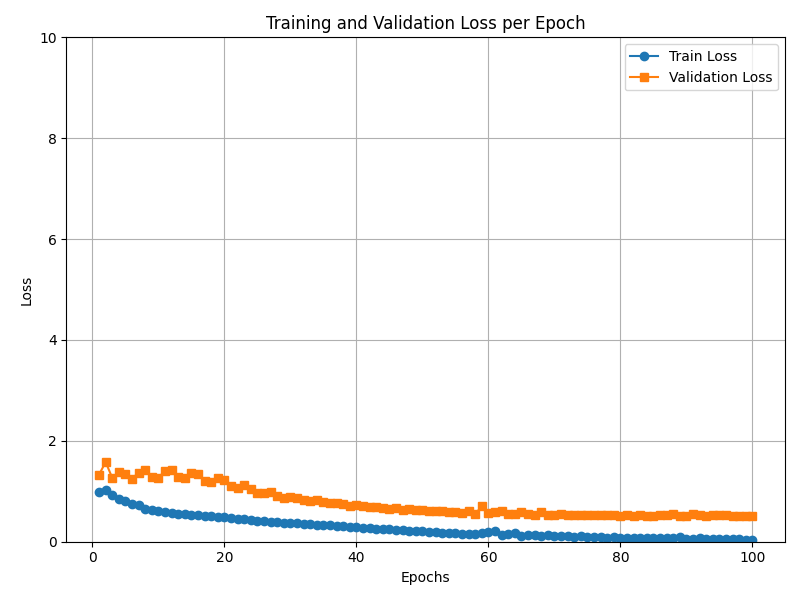 Training and Validation Loss per Epoch
Train Loss
Validation Loss
10
8
6
4
2
0
Loss
0 20 40 60 80 100
Epochs